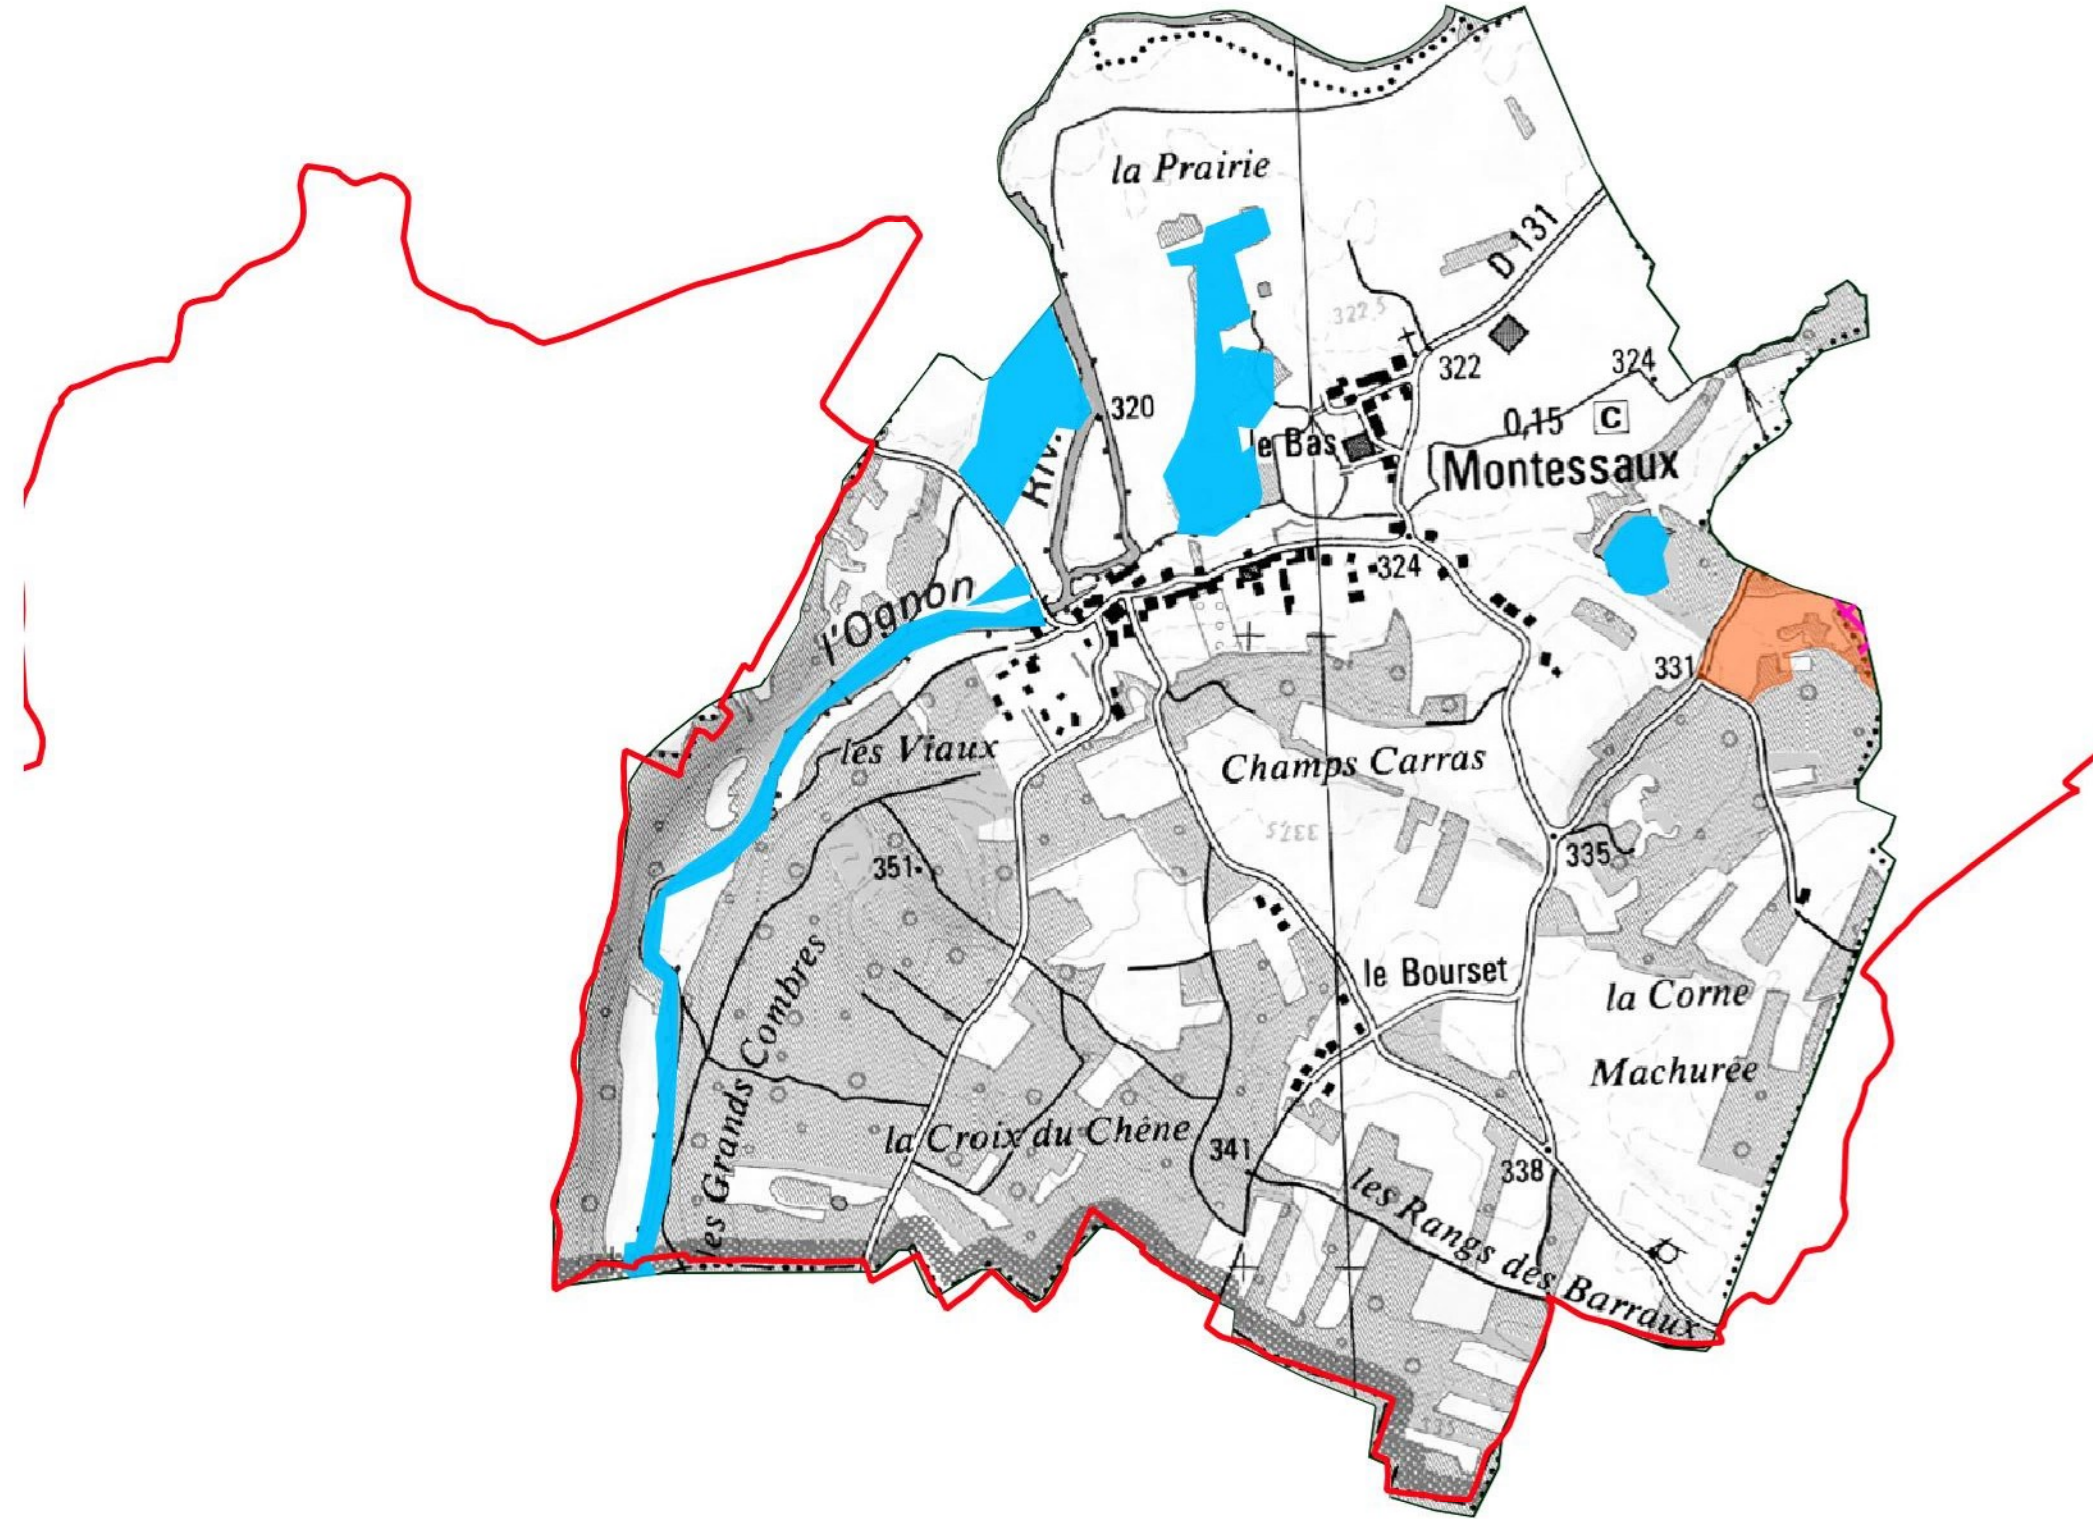 la Prairie
D 131
322,5
322
324
320
0,15 C
le Bas
Montessaux
Riv.
324
l'Ognon
331
les Viaux
Champs Carras
351
335
le Bourset
la Corne
Machurée
les Grands Combres
la Croix du Chêne
341
338
les Rangs des Barraux